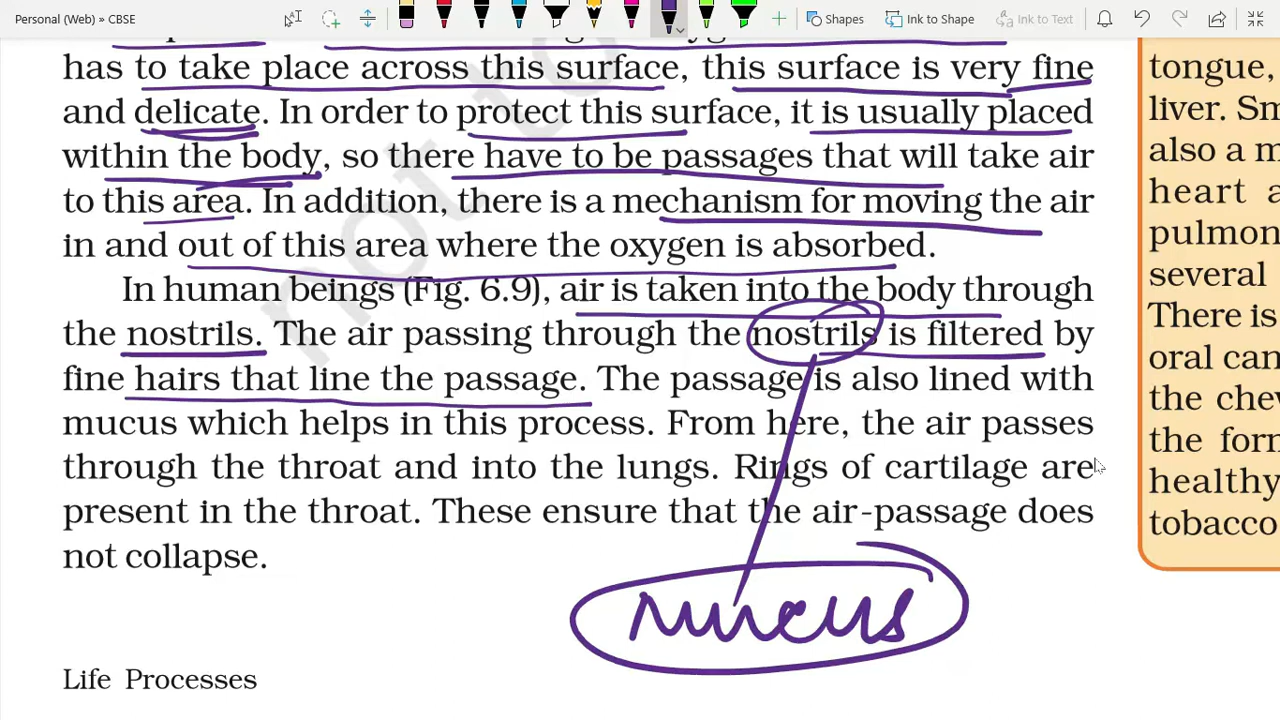 Personal (Web) » CBSE
Shapes
Ink to Shape
Ink to Text
has to take place across this surface, this surface is very fine
and delicate. In order to protect this surface, it is usually placed
within the body, so there have to be passages that will take air
to this area. In addition, there is a mechanism for moving the air
in and out of this area where the oxygen is absorbed.
In human beings (Fig. 6.9), air is taken into the body through
the nostrils. The air passing through the nostrils is filtered by
fine hairs that line the passage. The passage is also lined with
mucus which helps in this process. From here, the air passes
through the throat and into the lungs. Rings of cartilage are
present in the throat. These ensure that the air-passage does
not collapse.
mucus
Life Processes
not
tongue,
liver. Sm
also a m
heart a
pulmon
several
There is
oral can
the chev
the form
healthy
tobacco